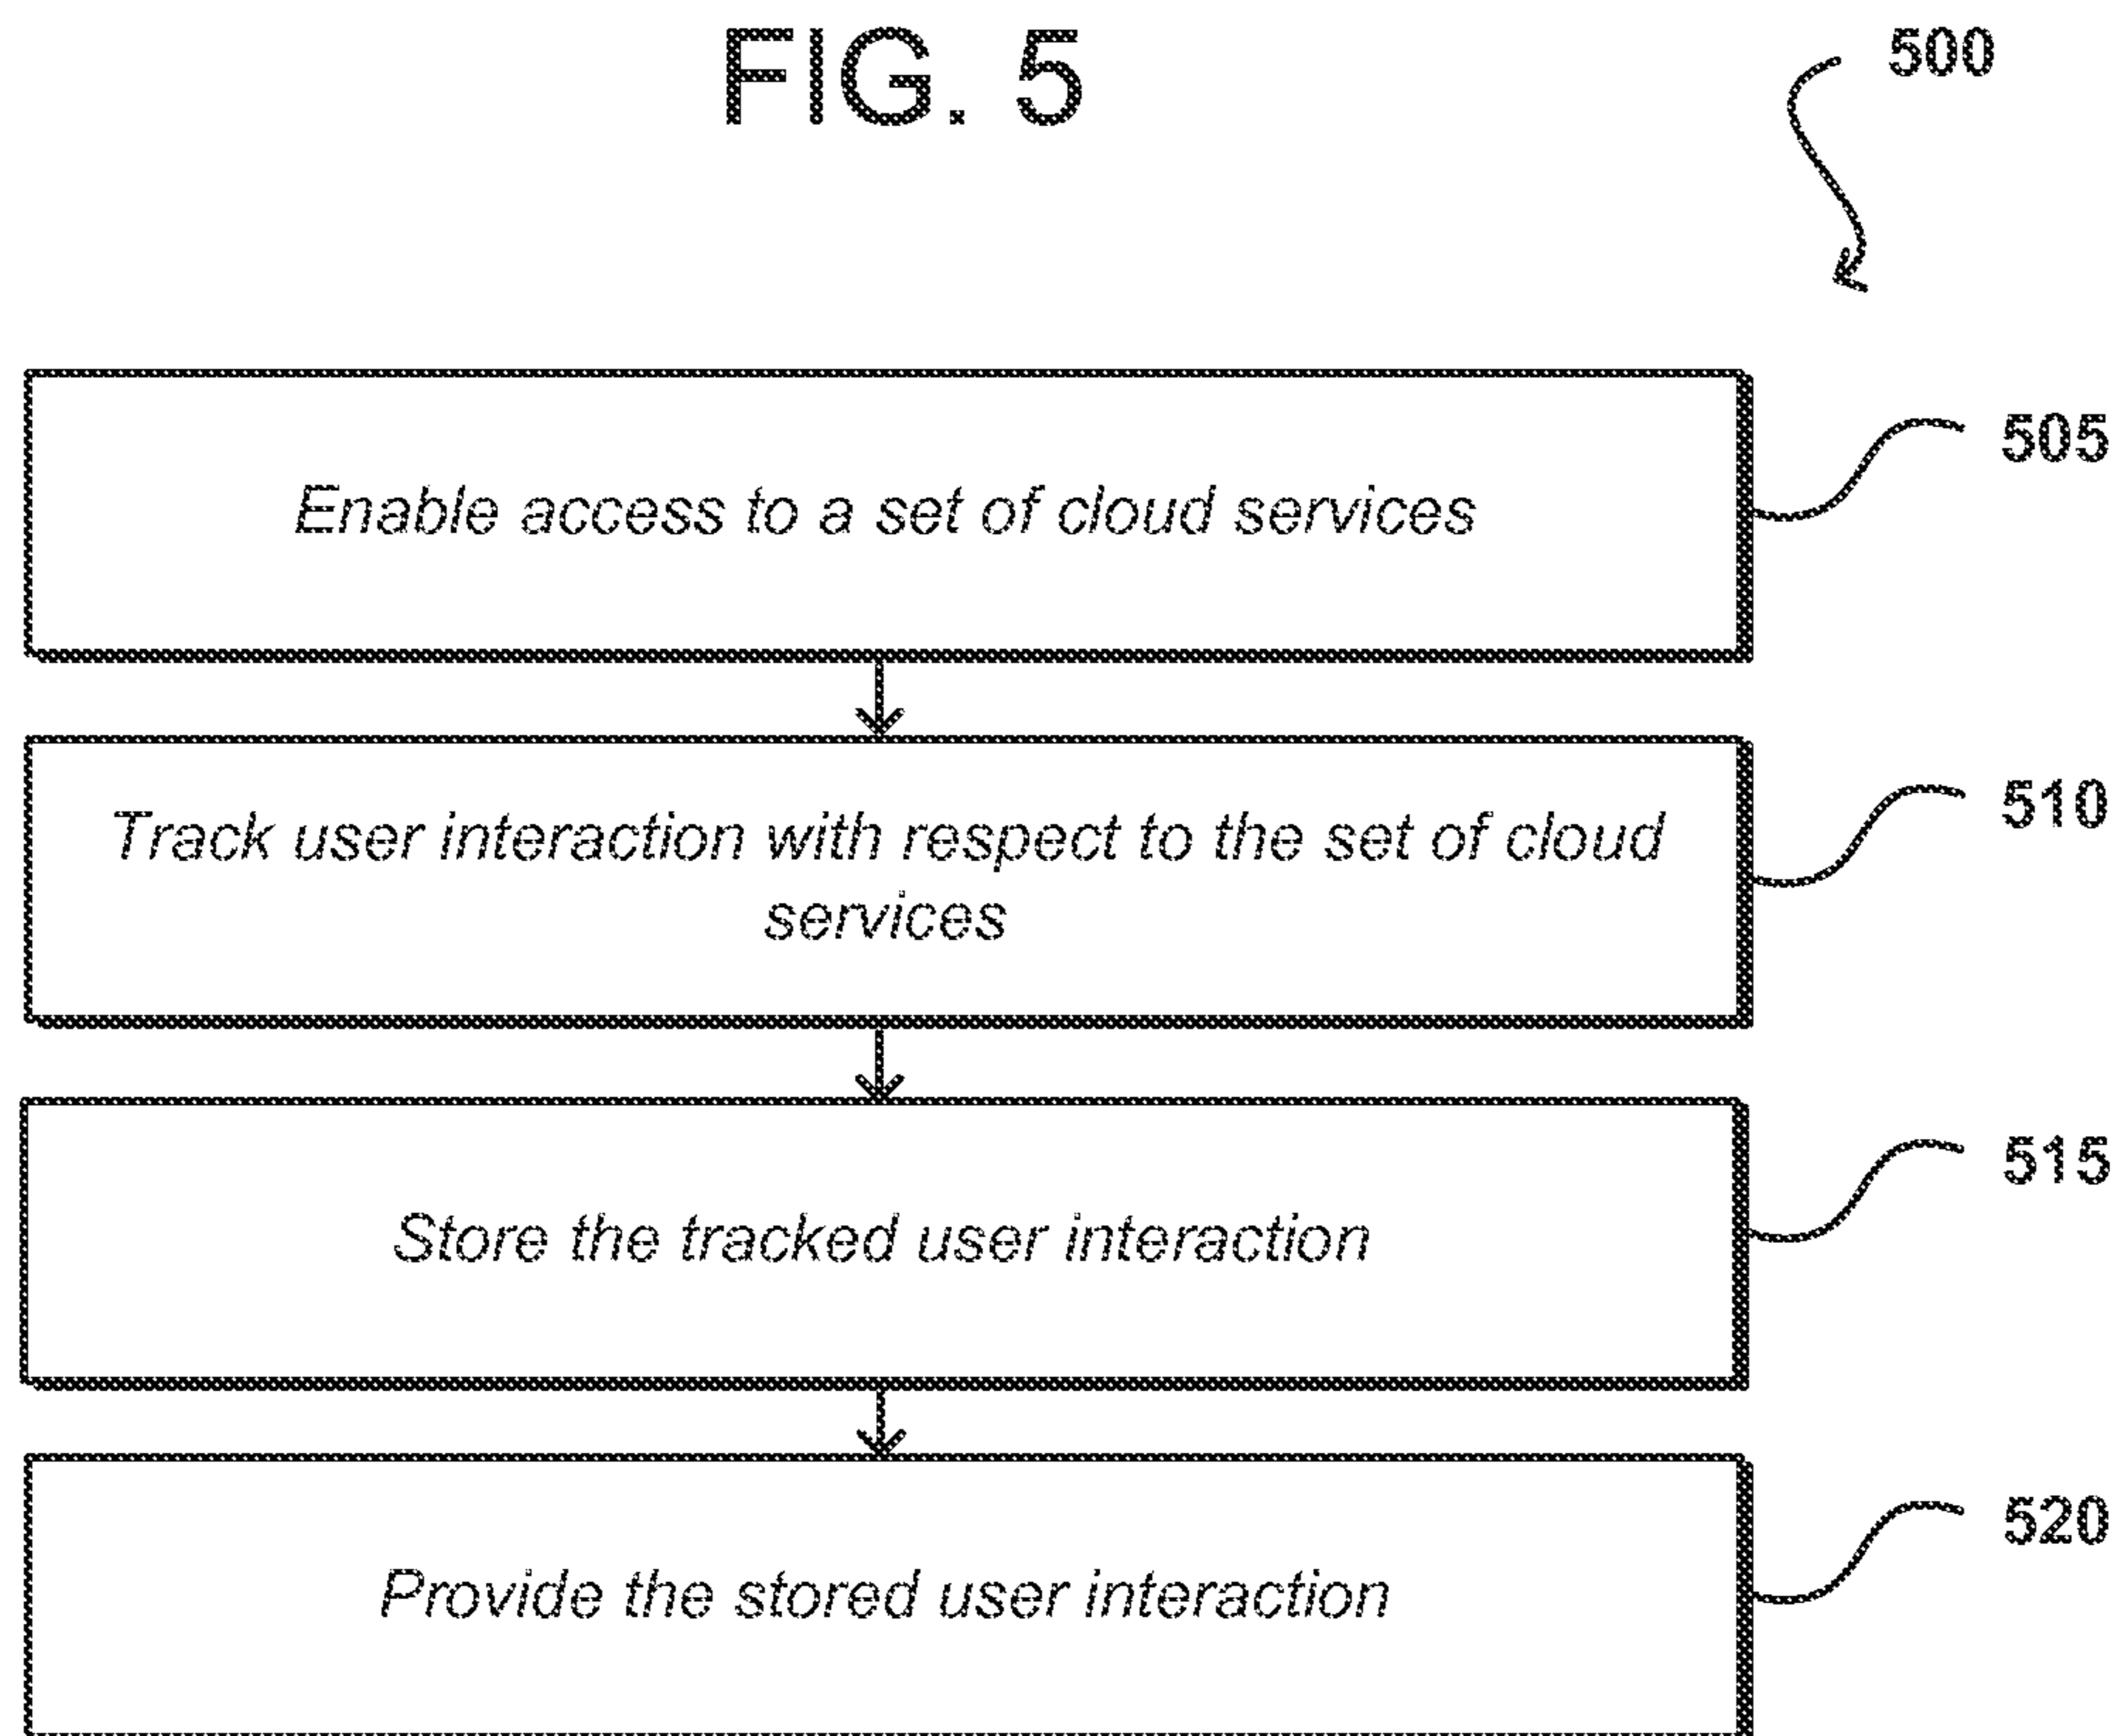 FIG. 5
500
Enable access to a set of cloud services
505
Track user interaction with respect to the set of cloud
services
510
Store the tracked user interaction
515
Provide the stored user interaction
520